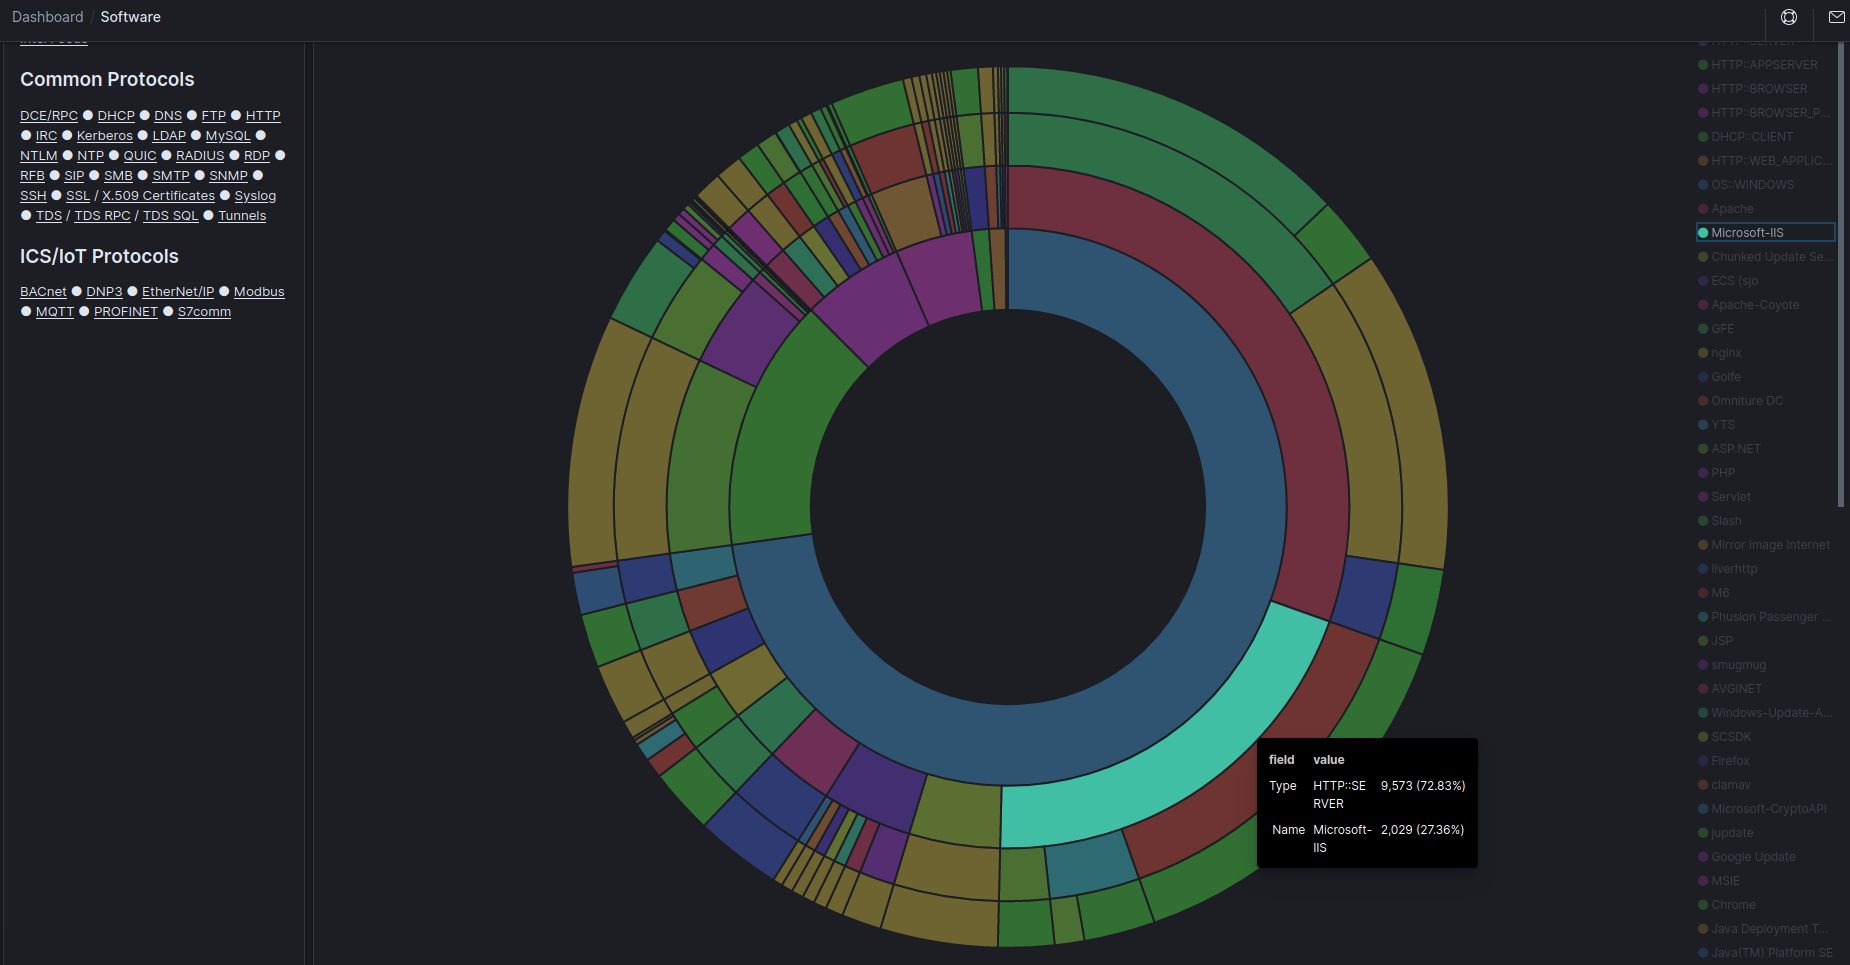 Dashboard / Software
Common Protocols
DCE/RPC ● DHCP ● DNS ● FTP ● HTTP
● IRC ● Kerberos ● LDAP ● MySQL ●
NTLM ● NTP ● QUIC ● RADIUS ● RDP ●
RFB ● SIP ● SMB ● SMTP ● SNMP ●
SSH ● SSL / X.509 Certificates ● Syslog
● TDS / TDS RPC / TDS SQL ● Tunnels
ICS/IoT Protocols
BACnet ● DNP3 ● EtherNet/IP ● Modbus
● MQTT ● PROFINET ● S7comm
field value
Type HTTP::SE 9,573 (72.83%)
RVER
Name Microsoft- 2,029 (27.36%)
IIS
HTTP::SERVER
HTTP::APPSERVER
HTTP::BROWSER
HTTP::BROWSER_P...
DHCP::CLIENT
HTTP::WEB_APPLIC...
OS::WINDOWS
Apache
Microsoft-IIS
Chunked Update Se...
ECS (sjo
Apache-Coyote
GFE
nginx
Golfe
Omniture DC
YTS
ASP.NET
PHP
Servlet
Slash
Mirror Image Internet
liverhttp
M6
Phusion Passenger ...
JSP
smugmug
AVGINET
Windows-Update-A...
SCSDK
Firefox
clamav
Microsoft-CryptoAPI
jupdate
Google Update
MSIE
Chrome
Java Deployment T...
Java(TM) Platform SE